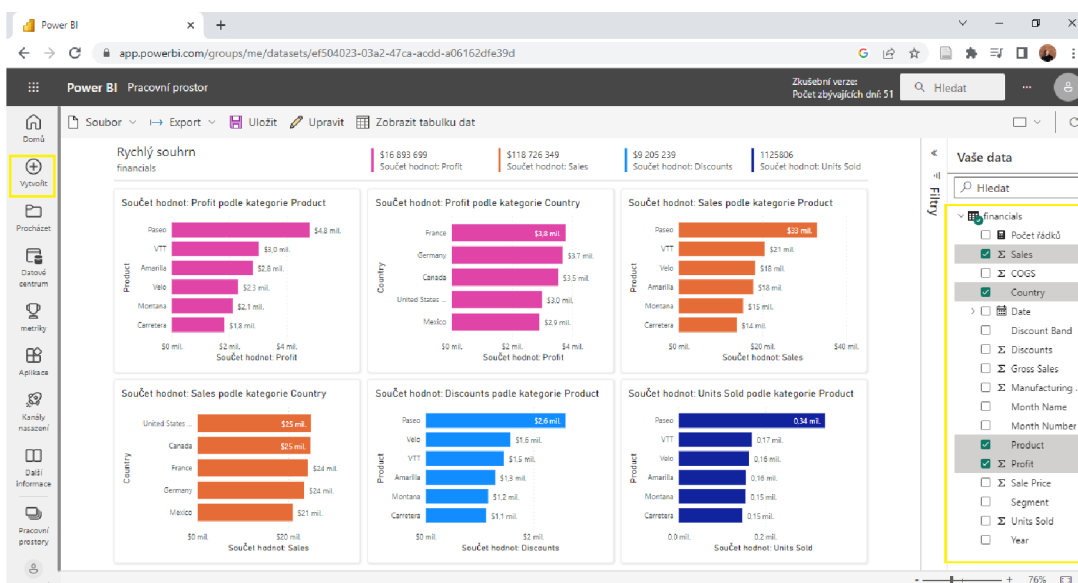 Power BI
app.powerbi.com/groups/me/datasets/ef504023-03a2-47ca-acdd-a06162dfe39d
Power BI Pracovní prostor
Zkušební verze:
Počet zbývajících dní: 51
Hledat
Domů
Vytvořit
Procházet
Datové
centrum
metriky
Aplikace
Kanály
nasazení
Další
informace
Pracovní
prostory
Soubor
Export
Uložit
Upravit
Zobrazit tabulku dat
Rychlý souhrn
financials
$16 893 699
Součet hodnot: Profit
$118 726 349
Součet hodnot: Sales
$9 205 239
Součet hodnot: Discounts
1125806
Součet hodnot: Units Sold
Součet hodnot: Profit podle kategorie Product
Product
Paseo $4,8 mil.
VTT $3,0 mil.
Amarilla $2,8 mil.
Velo $2,3 mil.
Montana $2,1 mil.
Carretera $1,8 mil.
$0 mil. $2 mil. $4 mil.
Součet hodnot: Profit
Součet hodnot: Profit podle kategorie Country
Country
France $3,8 mil.
Germany $3,7 mil.
Canada $3,5 mil.
United States ... $3,0 mil.
Mexico $2,9 mil.
$0 mil. $2 mil. $4 mil.
Součet hodnot: Profit
Součet hodnot: Sales podle kategorie Product
Product
Paseo $33 mil.
VTT $21 mil.
Velo $18 mil.
Amarilla $18 mil.
Montana $15 mil.
Carretera $14 mil.
$0 mil. $20 mil. $40 mil.
Součet hodnot: Sales
Součet hodnot: Sales podle kategorie Country
Country
United States ... $25 mil.
Canada $25 mil.
France $24 mil.
Germany $24 mil.
Mexico $21 mil.
$0 mil. $20 mil.
Součet hodnot: Sales
Součet hodnot: Discounts podle kategorie Product
Product
Paseo $2,6 mil.
Velo $1,6 mil.
VTT $1,5 mil.
Amarilla $1,3 mil.
Montana $1,2 mil.
Carretera $1,1 mil.
$0 mil. $2 mil.
Součet hodnot: Discounts
Součet hodnot: Units Sold podle kategorie Product
Product
Paseo 0,34 mil.
VTT 0,17 mil.
Velo 0,16 mil.
Amarilla 0,16 mil.
Montana 0,15 mil.
Carretera 0,15 mil.
0,0 mil. 0,2 mil.
Součet hodnot: Units Sold
Filtry
Vaše data
Hledat
financials
Počet řádků
Σ Sales
Σ COGS
Country
Date
Discount Band
Σ Discounts
Σ Gross Sales
Σ Manufacturing .
Month Name
Month Number
Product
Σ Profit
Σ Sale Price
Segment
Σ Units Sold
Year
76%